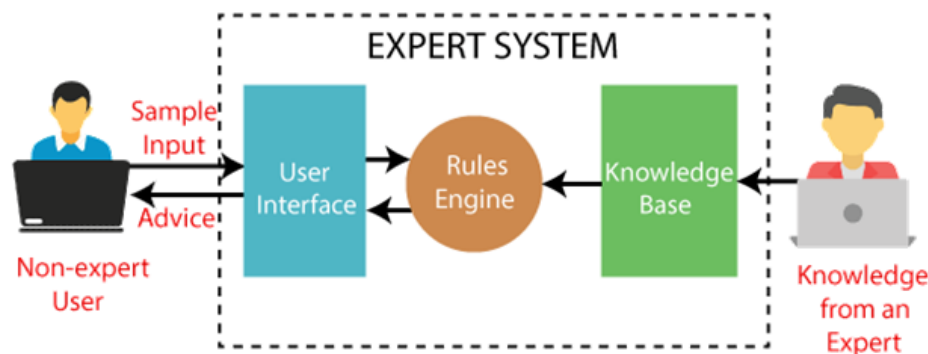 EXPERT SYSTEM
Sample
Input
Advice
Non-expert
User
User
Interface
Rules
Engine
Knowledge
Base
Knowledge
from an
Expert